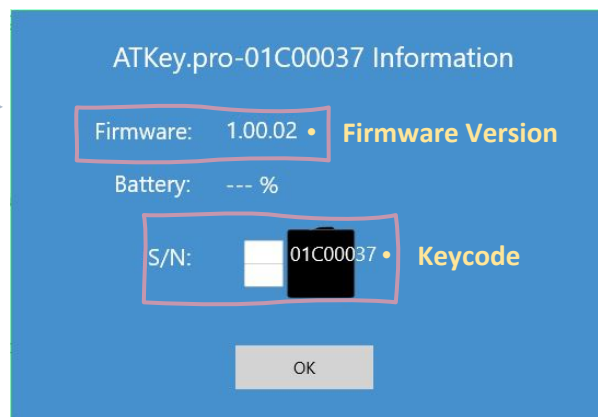 ATKey.pro-01C00037 Information
Firmware: 1.00.02 • Firmware Version
Battery: --- %
S/N: 01C00037 • Keycode
OK